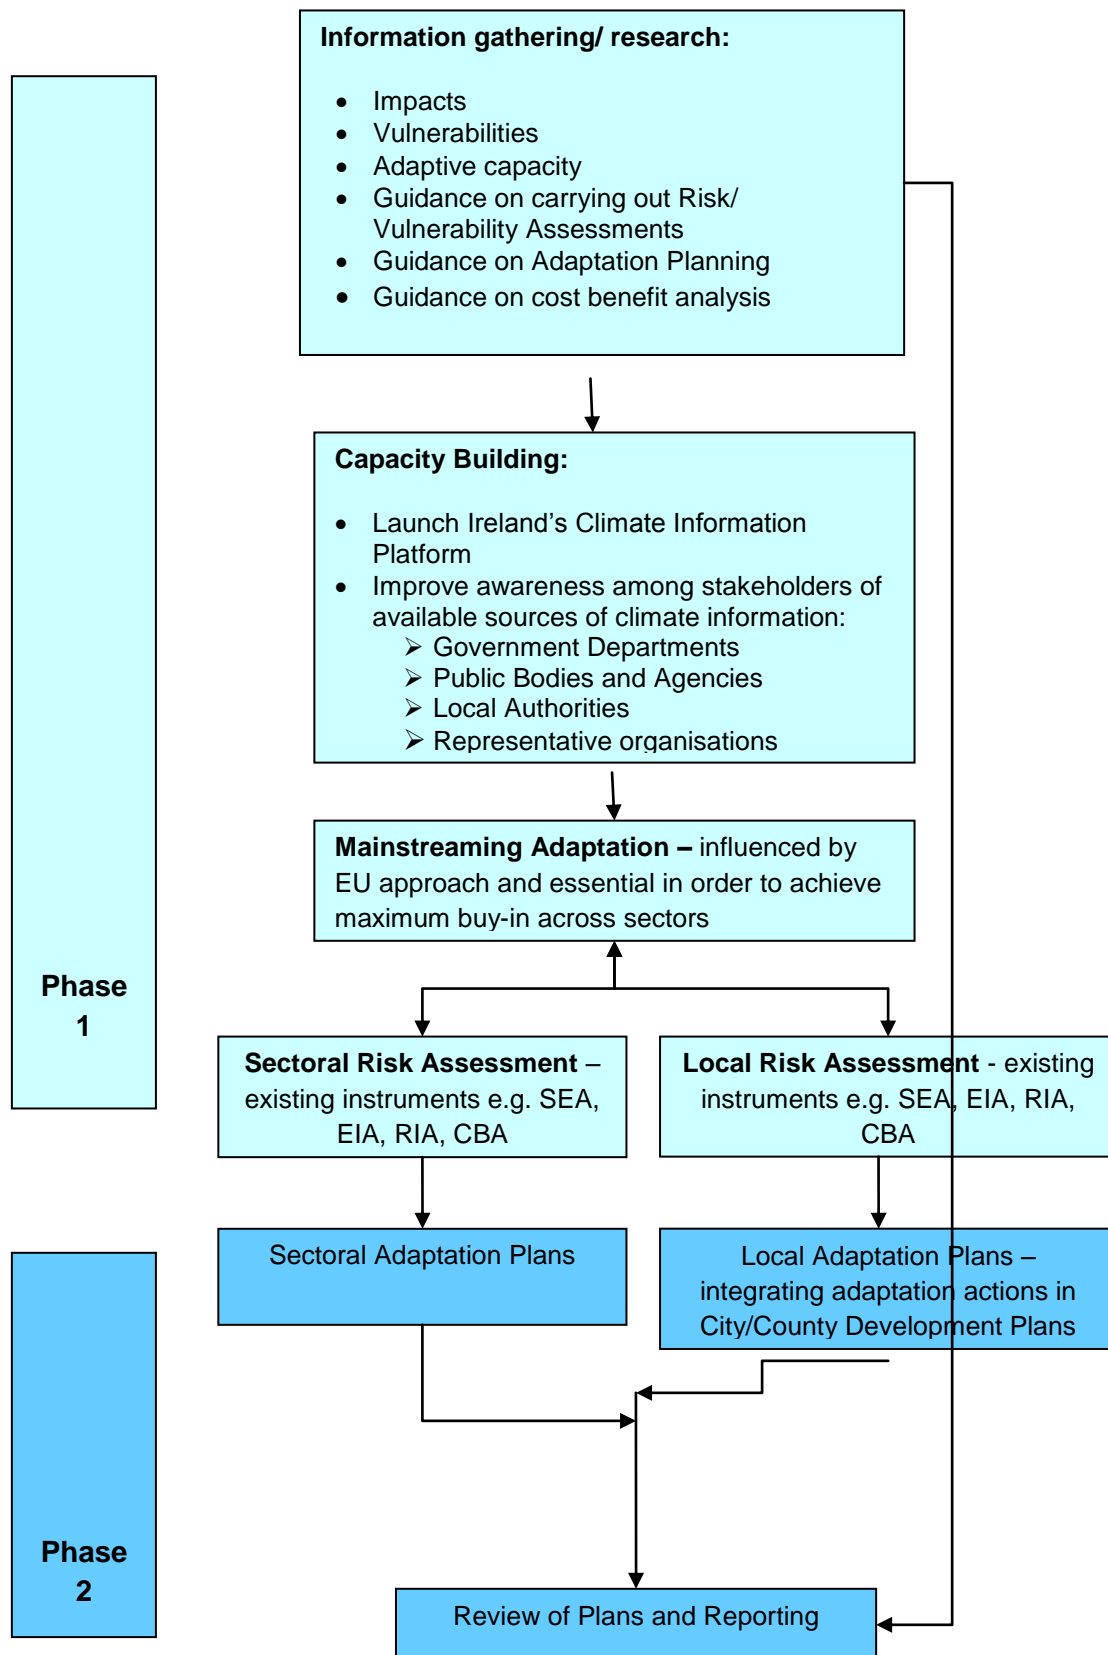 Information gathering/ research:
• Impacts
• Vulnerabilities
• Adaptive capacity
• Guidance on carrying out Risk/
Vulnerability Assessments
• Guidance on Adaptation Planning
• Guidance on cost benefit analysis
Capacity Building:
• Launch Ireland’s Climate Information
Platform
• Improve awareness among stakeholders of
available sources of climate information:
➢ Government Departments
➢ Public Bodies and Agencies
➢ Local Authorities
➢ Representative organisations
Mainstreaming Adaptation – influenced by
EU approach and essential in order to achieve
maximum buy-in across sectors
Phase
1
Sectoral Risk Assessment –
existing instruments e.g. SEA,
EIA, RIA, CBA
Local Risk Assessment - existing
instruments e.g. SEA, EIA, RIA,
CBA
Sectoral Adaptation Plans
Local Adaptation Plans –
integrating adaptation actions in
City/County Development Plans
Phase
2
Review of Plans and Reporting